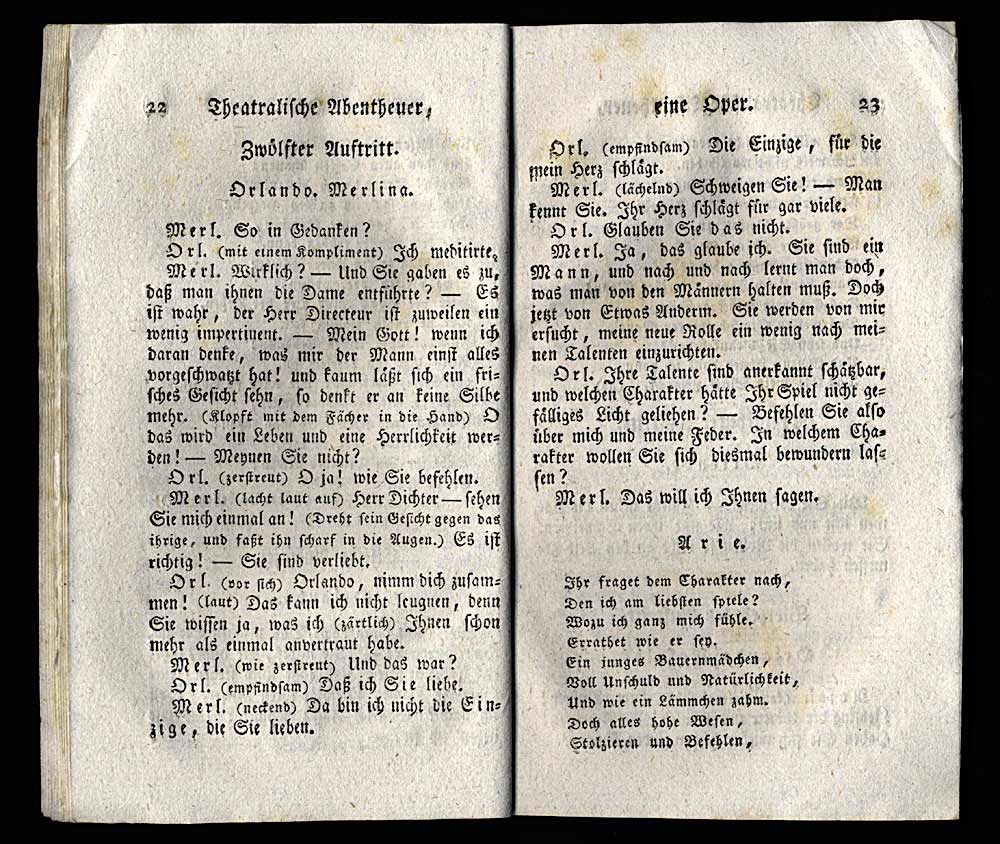 22 Theatralische Abentheuer,
Zwölfter Auftritt.
Orlando. Merlina.
Merl. So in Gedanken?
Orl. (mit einem Kompliment) Ich meditirte.
Merl. Wirklich? — Und Sie gaben es zu,
daß man ihnen die Dame entführte? — Es
ist wahr, der Herr Directeur ist zuweilen ein
wenig impertinent. — Mein Gott! wenn ich
daran denke, was mir der Mann einst alles
vorgeschwatzt hat! und kaum läßt sich ein fri-
sches Gesicht sehn, so denkt er an keine Silbe
mehr. (Klopft mit dem Fächer in die Hand) O
das wird ein Leben und eine Herrlichkeit wer-
den! — Meynen Sie nicht?
Orl. (zerstreut) O ja! wie Sie befehlen.
Merl. (lacht laut auf) Herr Dichter — sehen
Sie mich einmal an! (Dreht sein Gesicht gegen das
ihrige, und faßt ihn scharf in die Augen.) Es ist
richtig! — Sie sind verliebt.
Orl. (vor sich) Orlando, nimm dich zusam-
men! (laut) Das kann ich nicht leugnen, denn
Sie wissen ja, was ich (zärtlich) Ihnen schon
mehr als einmal anvertraut habe.
Merl. (wie zerstreut) Und das war?
Orl. (empfindsam) Daß ich Sie liebe.
Merl. (neckend) Da bin ich nicht die Ein-
zige, die Sie lieben.
eine Oper. 23
Orl. (empfindsam) Die Einzige, für die
mein Herz schlägt.
Merl. (lächelnd) Schweigen Sie! — Man
kennt Sie. Ihr Herz schlägt für gar viele.
Orl. Glauben Sie das nicht.
Merl. Ja, das glaube ich. Sie sind ein
Mann, und nach und nach lernt man doch,
was man von den Männern halten muß. Doch
jetzt von Etwas Anderm. Sie werden von mir
ersucht, meine neue Rolle ein wenig nach mei-
nen Talenten einzurichten.
Orl. Ihre Talente sind anerkannt schätzbar,
und welchen Charakter hätte Ihr Spiel nicht ge-
fälliges Licht geliehen? — Befehlen Sie also
über mich und meine Feder. In welchem Cha-
rakter wollen Sie sich diesmal bewundern las-
sen?
Merl. Das will ich Ihnen sagen.
Arie.
Ihr fraget dem Charakter nach,
Den ich am liebsten spiele?
Wozu ich ganz mich fühle.
Errathet wie er sey.
Ein junges Bauernmädchen,
Voll Unschuld und Natürlichkeit,
Und wie ein Lämmchen zahm.
Doch alles hohe Wesen,
Stolzieren und Befehlen,